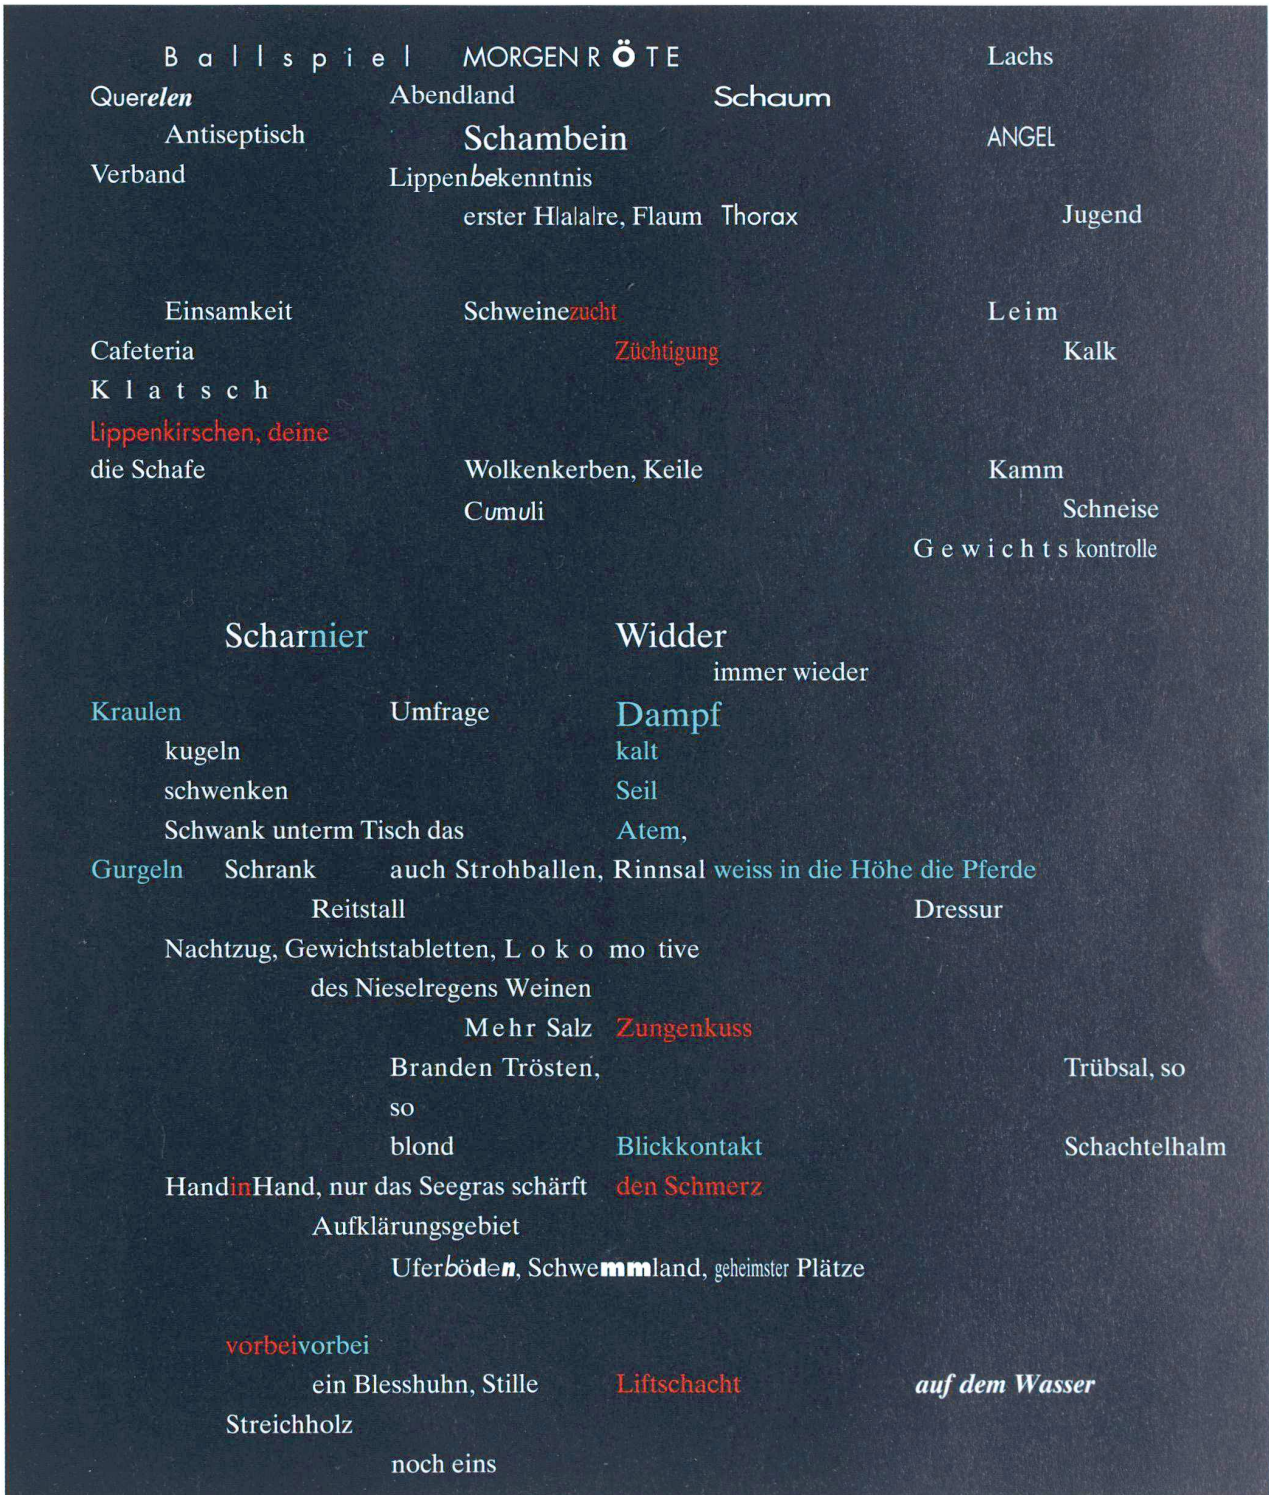 Ballspiel MORGENRÖTE Lachs
Querelen Abendland Schaum
Antiseptisch Schambein ANGEL
Verband Lippenbekenntnis
erster H|a|a|re, Flaum Thorax Jugend
Einsamkeit Schweinezucht Leim
Cafeteria Züchtigung Kalk
Klatsch
Lippenkirschen, deine
die Schafe Wolkenkerben, Keile Kamm
Cumuli Schneise
Gewichtskontrolle
Scharnier Widder
immer wieder
Kraulen Umfrage Dampf
kugeln kalt
schwenken Seil
Schwank unterm Tisch das Atem,
Gurgeln Schrank auch Strohballen, Rinnsal weiss in die Höhe die Pferde
Reitstall Dressur
Nachtzug, Gewichtstabletten, L o k o mo tive
des Nieselregens Weinen
Mehr Salz Zungenkuss
Branden Trösten, Trübsal, so
so
blond Blickkontakt Schachtelhalm
HandinHand, nur das Seegras schärft den Schmerz
Aufklärungsgebiet
Uferböden, Schwemmland, geheimster Plätze
vorbeivorbei
ein Blesshuhn, Stille Liftschacht auf dem Wasser
Streichholz
noch eins